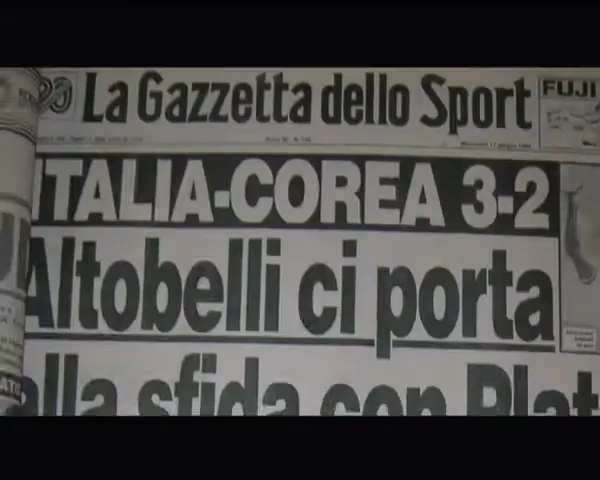 La Gazzetta dello Sport
FUJI
ITALIA-COREA 3-2
Altobelli ci porta
alla sfida con Plat